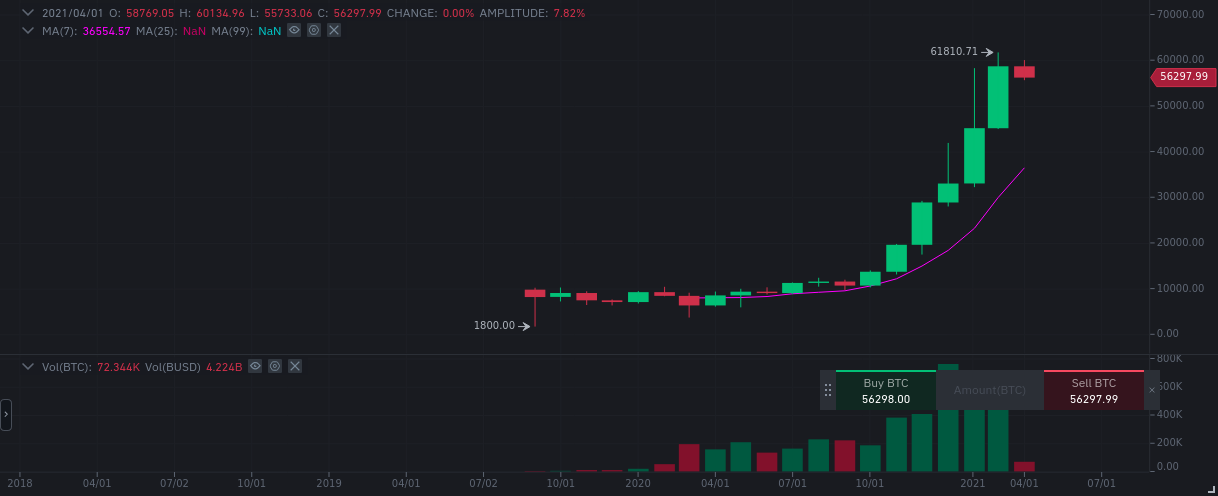 2021/04/01 O: 58769.05 H: 60134.96 L: 55733.06 C: 56297.99 CHANGE: 0.00% AMPLITUDE: 7.82%
MA(7): 36554.57 MA(25): NaN MA(99): NaN
70000.00
61810.71
60000.00
56297.99
50000.00
40000.00
30000.00
20000.00
10000.00
1800.00
0.00
Vol(BTC): 72.344K Vol(BUSD) 4.224B
800K
Buy BTC
56298.00
Amount(BTC)
Sell BTC
56297.99
600K
400K
200K
0.00
2018 04/01 07/02 10/01 2019 04/01 07/02 10/01 2020 04/01 07/01 10/01 2021 04/01 07/01